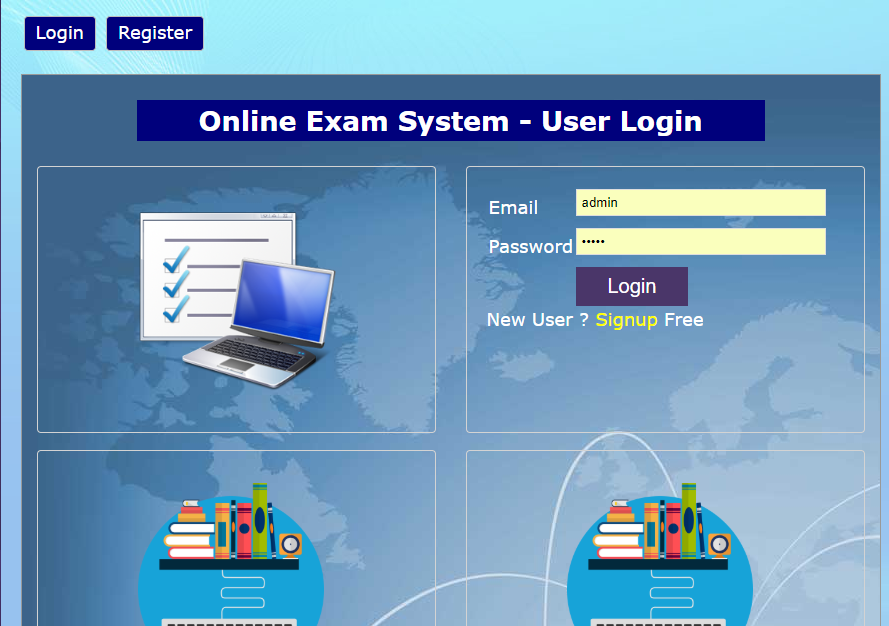 Login Register
Online Exam System - User Login
Email admin
Password •••••
Login
New User ? Signup Free